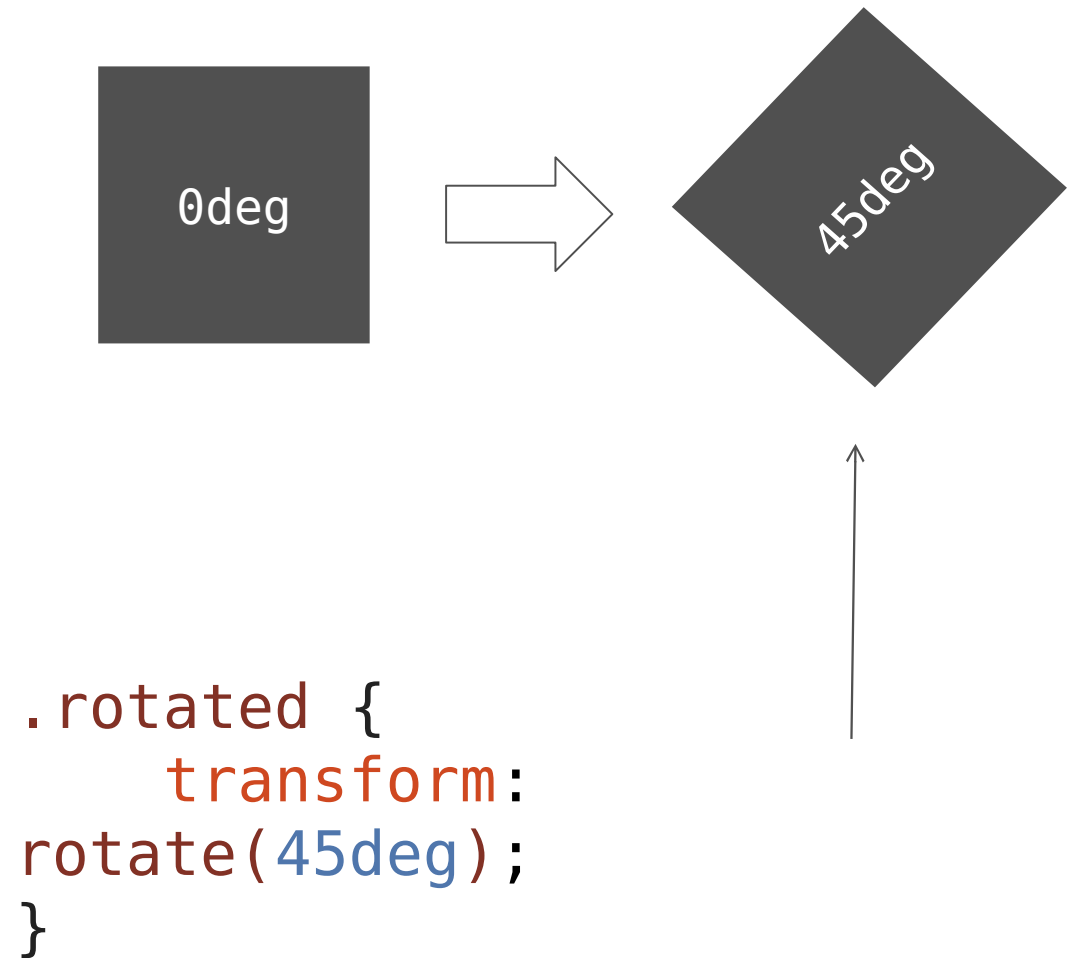 0deg
45deg
.rotated {
    transform:
rotate(45deg);
}